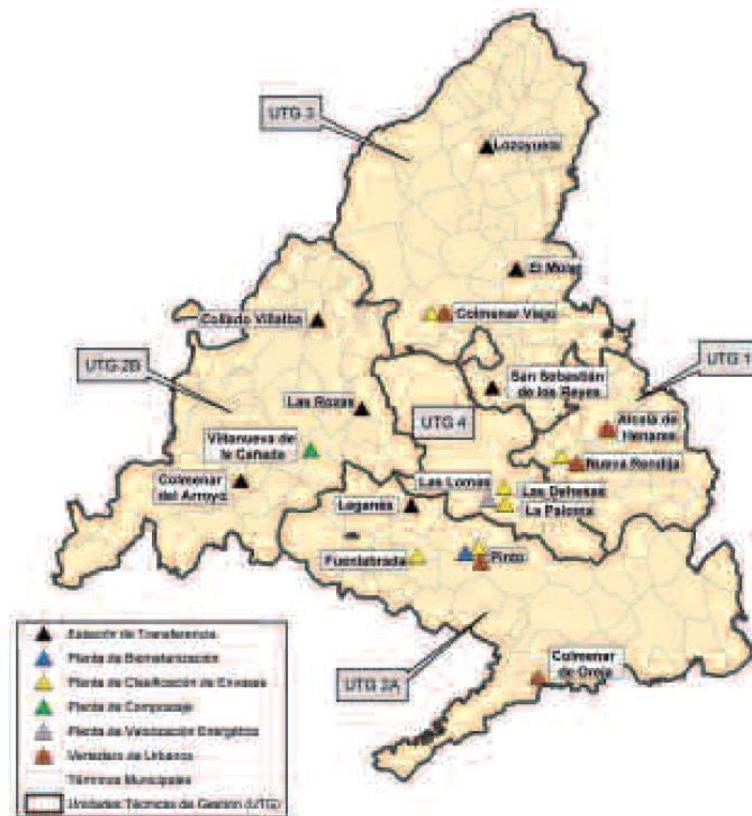 UTG 3
Lozoyuela
El Molar
Collado Villalba
Colmenar Viejo
UTG 2B
UTG 1
San Sebastián
de los Reyes
Las Rozas
UTG 4
Alcalá de
Henares
Villanueva de
la Cañada
Nueva Rendija
Colmenar
del Arroyo
Las Lomas
Las Dehesas
La Paloma
Leganés
Fuenlabrada
Pinto
Colmenar
de Oreja
UTG 2A
Estación de Transferencia
Planta de Biometanización
Planta de Clasificación de Envases
Planta de Compostaje
Planta de Valorización Energética
Vertedero de Urbanos
Términos Municipales
Unidades Técnicas de Gestión (UTG)